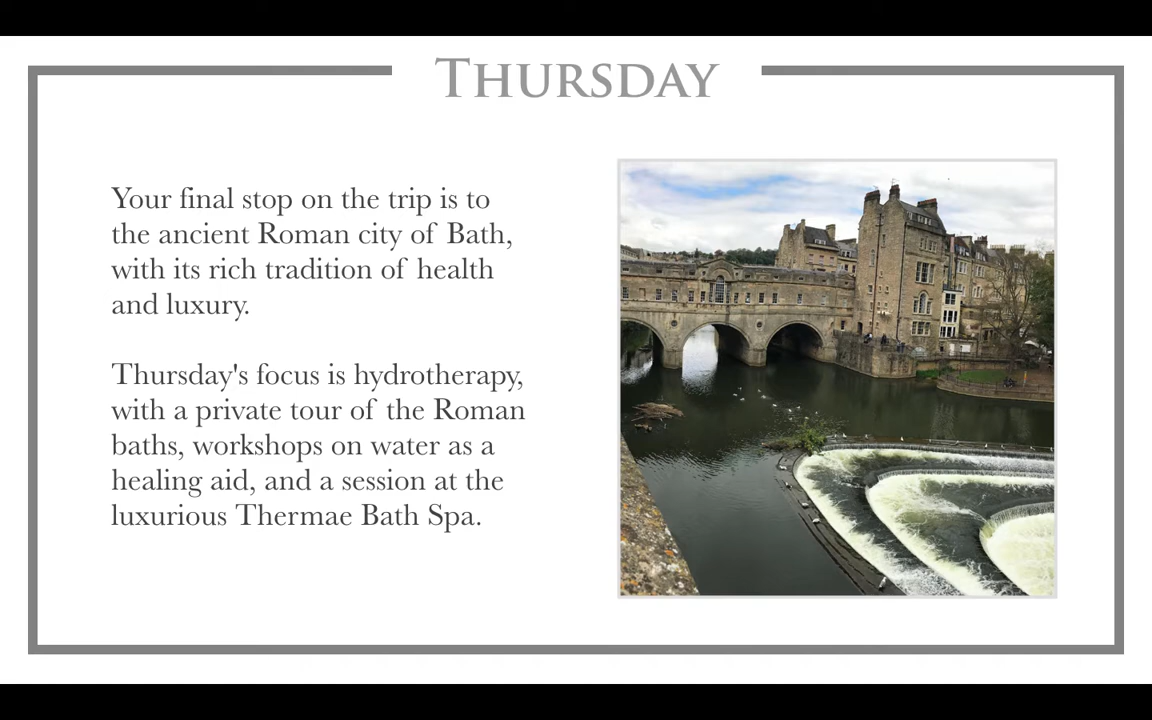 THURSDAY
Your final stop on the trip is to
the ancient Roman city of Bath,
with its rich tradition of health
and luxury.
Thursday's focus is hydrotherapy,
with a private tour of the Roman
baths, workshops on water as a
healing aid, and a session at the
luxurious Thermae Bath Spa.